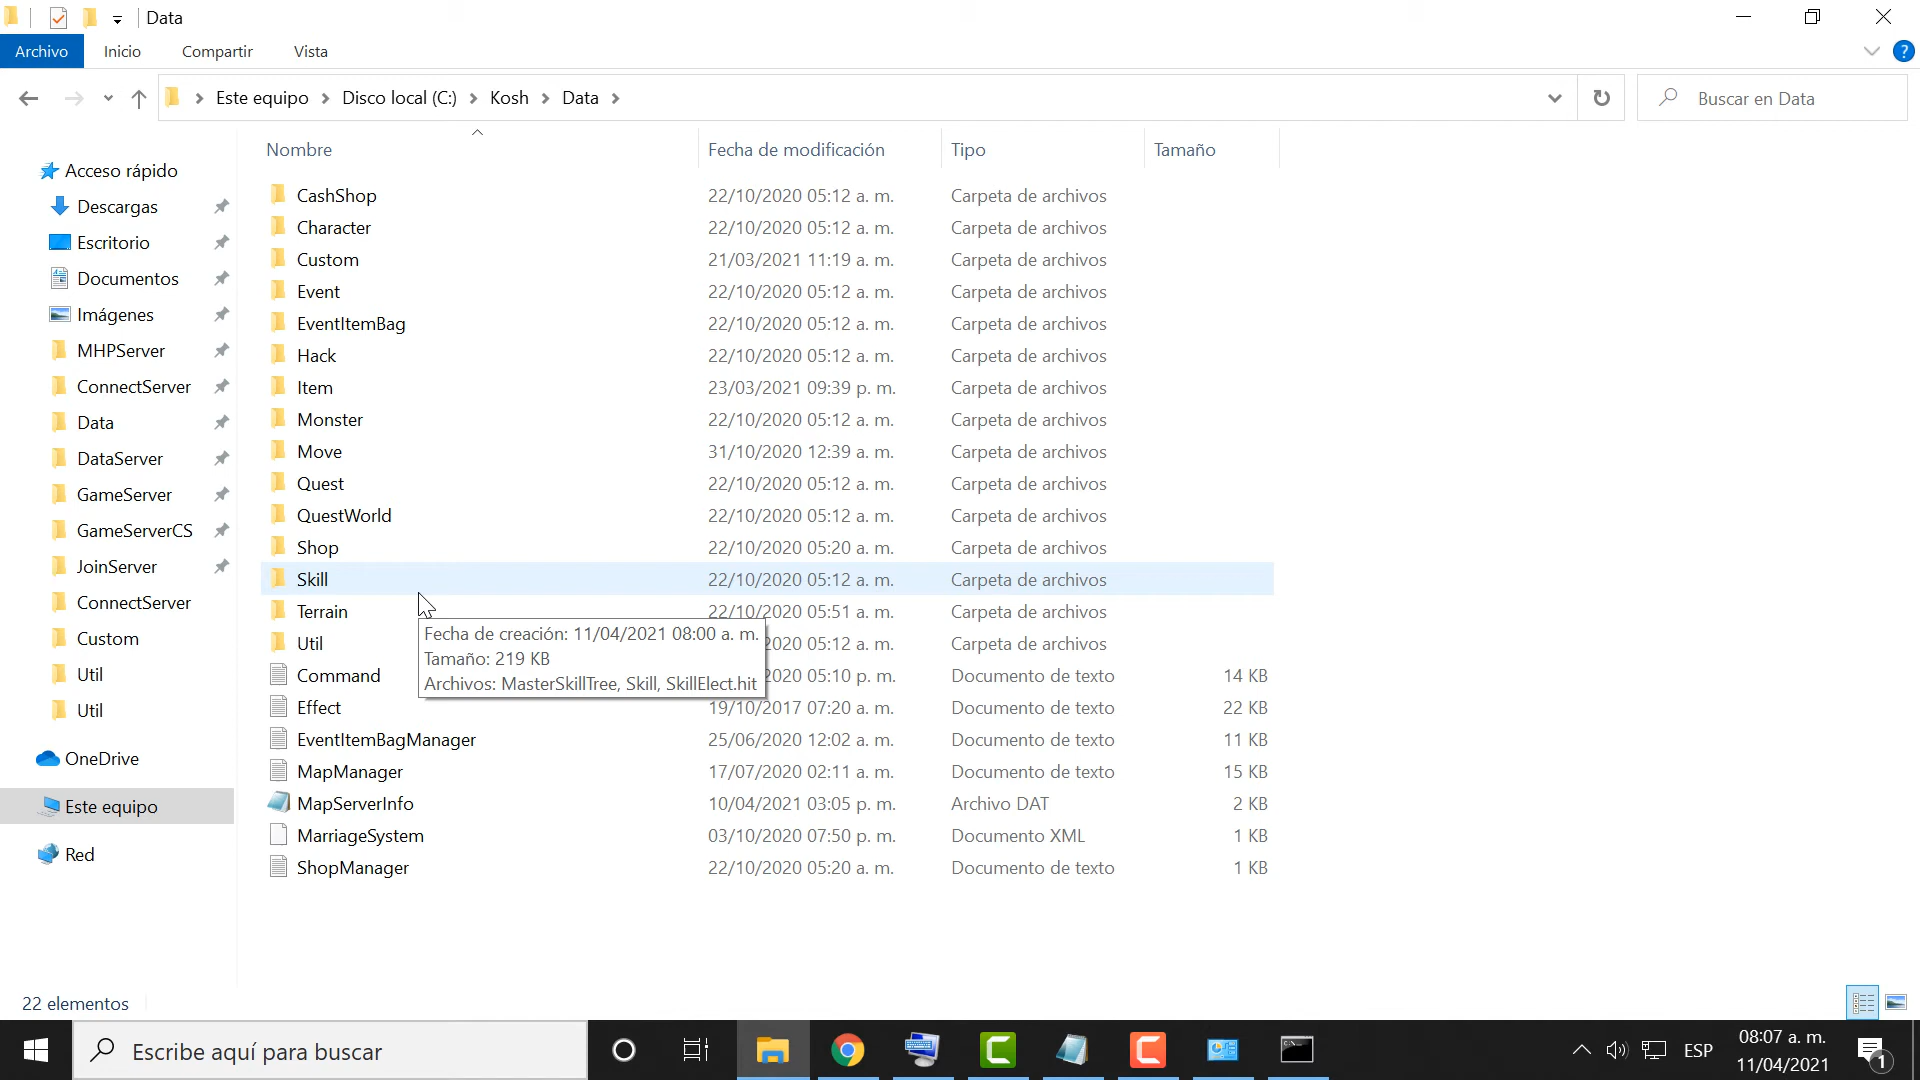 Data
Archivo Inicio Compartir Vista ?
Este equipo Disco local (C:) Kosh Data Buscar en Data
Nombre Fecha de modificación Tipo Tamaño
Acceso rápido
Descargas
Escritorio
Documentos
Imágenes
MHPServer
ConnectServer
Data
DataServer
GameServer
GameServerCS
JoinServer
ConnectServer
Custom
Util
Util
OneDrive
Este equipo
Red
CashShop 22/10/2020 05:12 a. m. Carpeta de archivos
Character 22/10/2020 05:12 a. m. Carpeta de archivos
Custom 21/03/2021 11:19 a. m. Carpeta de archivos
Event 22/10/2020 05:12 a. m. Carpeta de archivos
EventItemBag 22/10/2020 05:12 a. m. Carpeta de archivos
Hack 22/10/2020 05:12 a. m. Carpeta de archivos
Item 23/03/2021 09:39 p. m. Carpeta de archivos
Monster 22/10/2020 05:12 a. m. Carpeta de archivos
Move 31/10/2020 12:39 a. m. Carpeta de archivos
Quest 22/10/2020 05:12 a. m. Carpeta de archivos
QuestWorld 22/10/2020 05:12 a. m. Carpeta de archivos
Shop 22/10/2020 05:20 a. m. Carpeta de archivos
Skill 22/10/2020 05:12 a. m. Carpeta de archivos
Terrain 22/10/2020 05:51 a. m. Carpeta de archivos
Util 2020 05:12 a. m. Carpeta de archivos
Fecha de creación: 11/04/2021 08:00 a. m.
Tamaño: 219 KB
Archivos: MasterSkillTree, Skill, SkillElect.hit
Command 2020 05:10 p. m. Documento de texto 14 KB
Effect 19/10/2017 07:20 a. m. Documento de texto 22 KB
EventItemBagManager 25/06/2020 12:02 a. m. Documento de texto 11 KB
MapManager 17/07/2020 02:11 a. m. Documento de texto 15 KB
MapServerInfo 10/04/2021 03:05 p. m. Archivo DAT 2 KB
MarriageSystem 03/10/2020 07:50 p. m. Documento XML 1 KB
ShopManager 22/10/2020 05:20 a. m. Documento de texto 1 KB
22 elementos
Escribe aquí para buscar
ESP
08:07 a. m.
11/04/2021
1